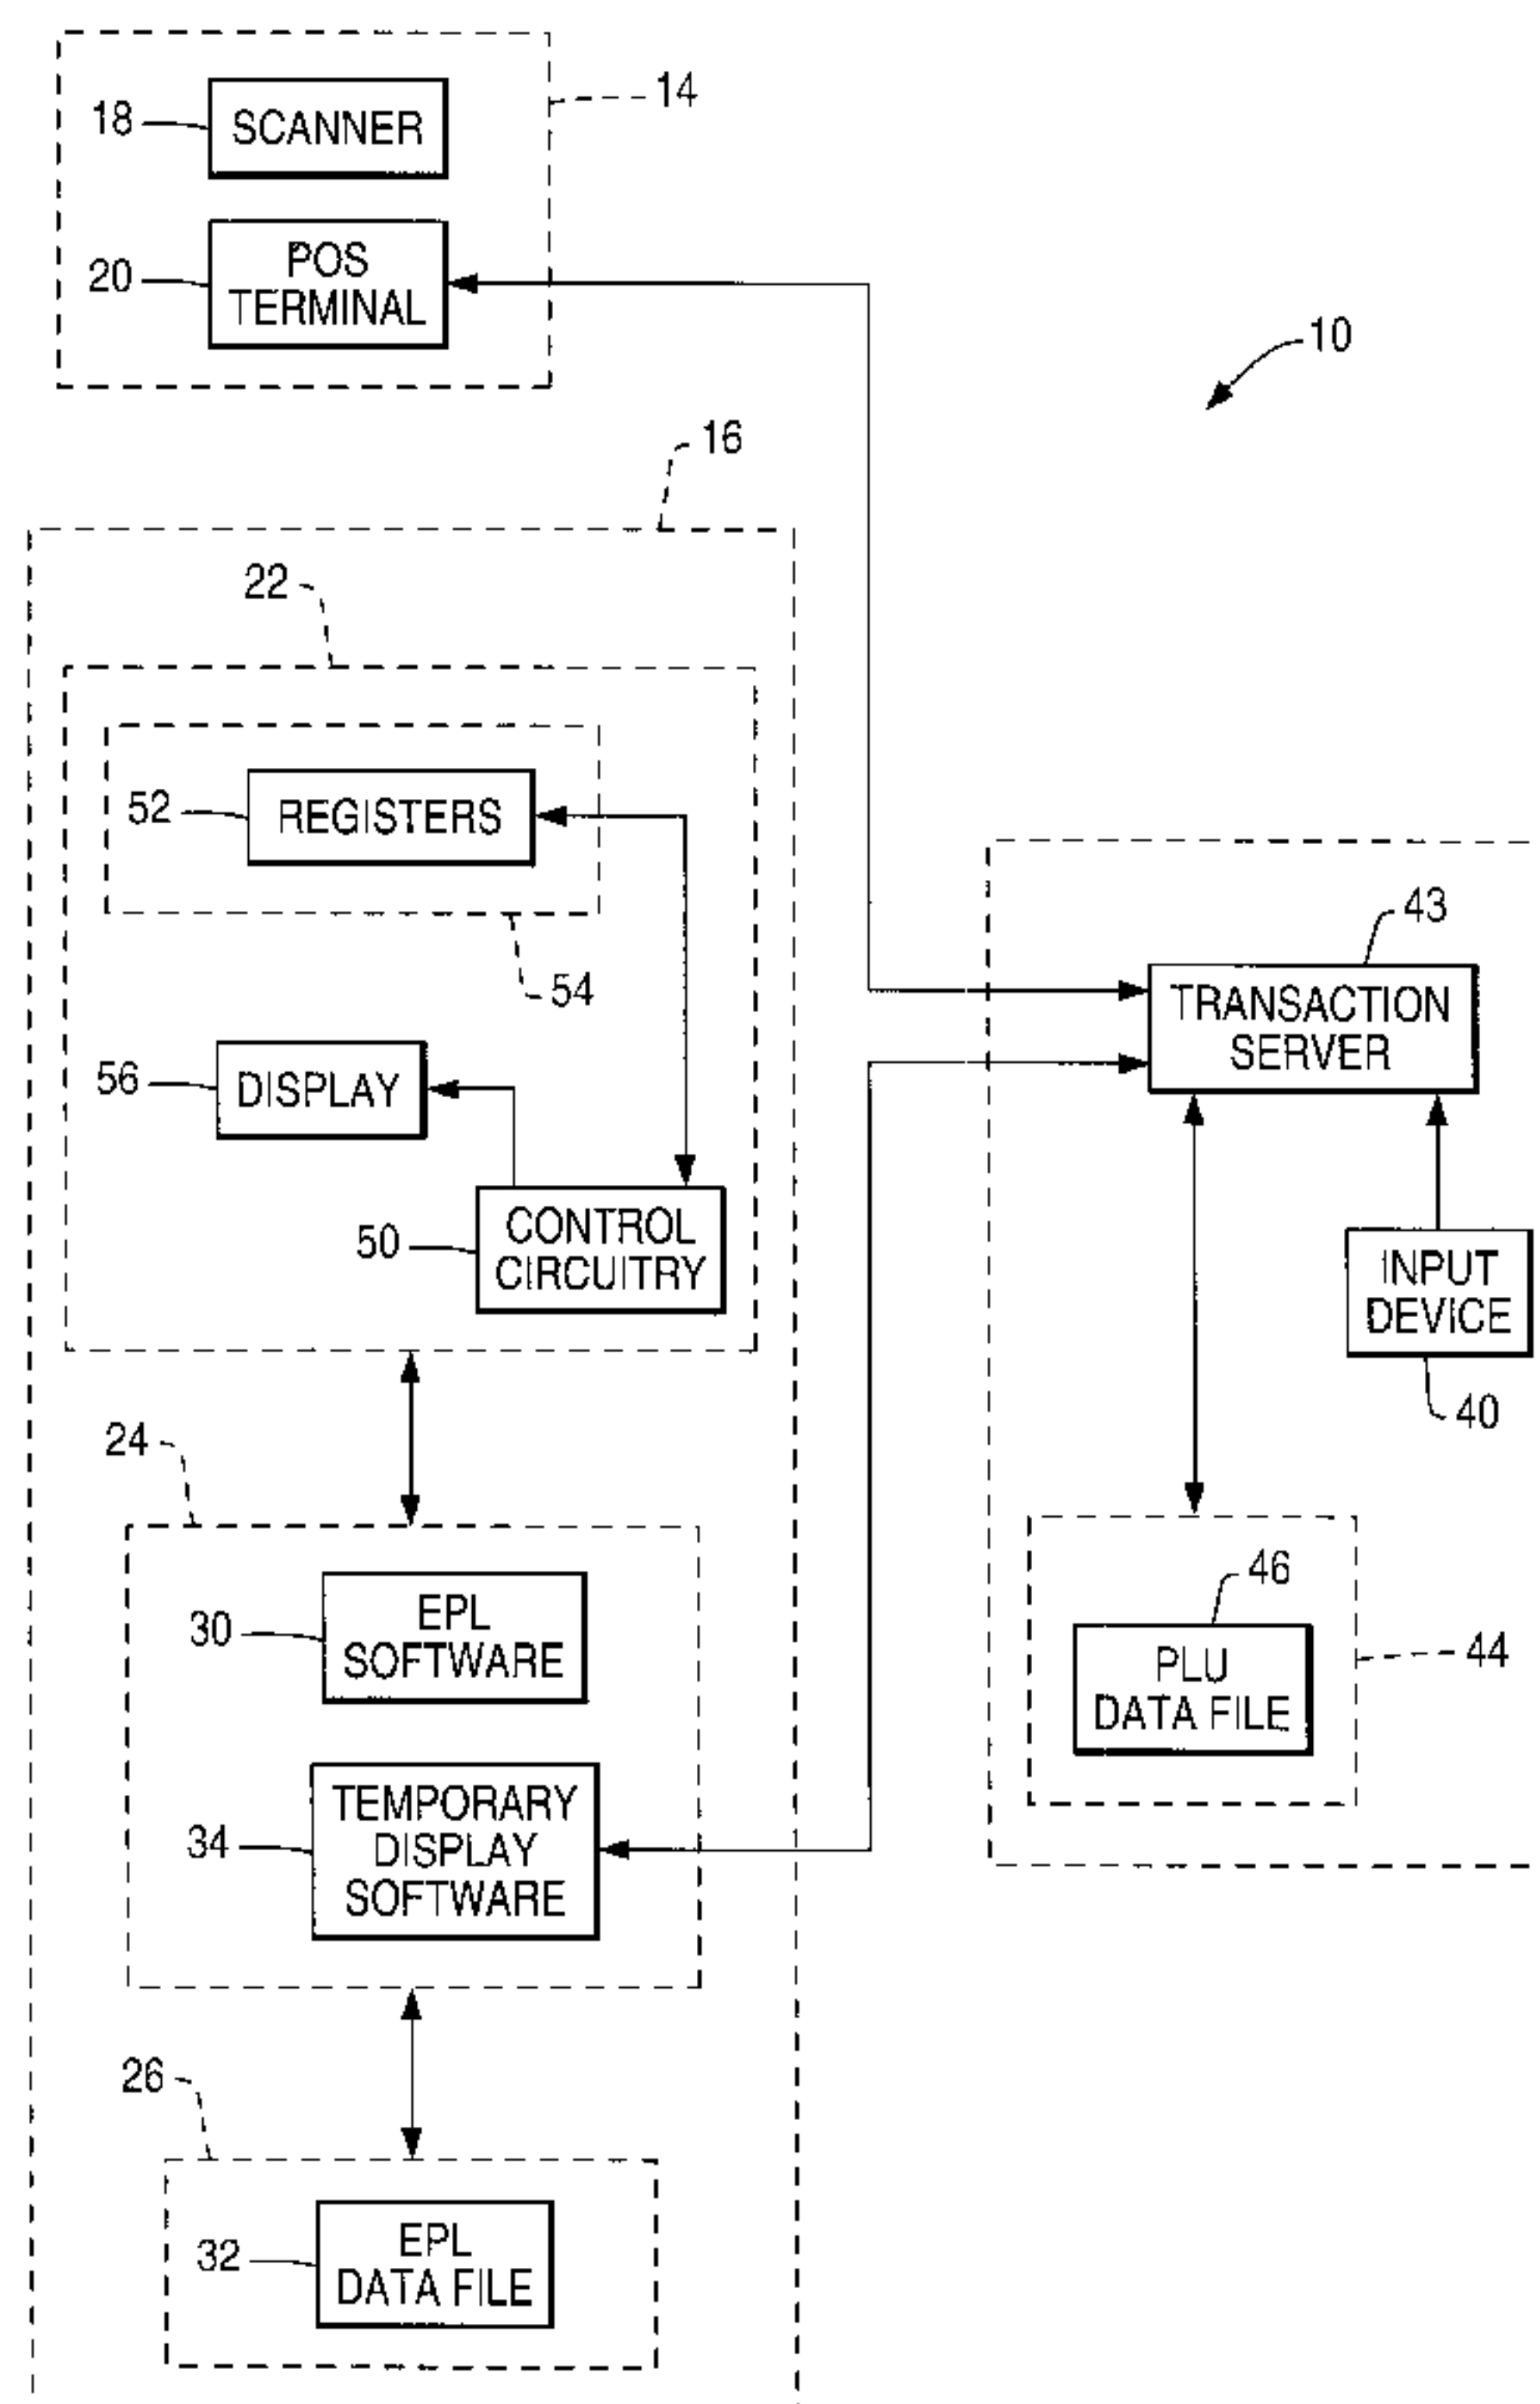 14
18
SCANNER
20
POS
TERMINAL
10
16
22
52
REGISTERS
54
43
TRANSACTION
SERVER
56
DISPLAY
50
CONTROL
CIRCUITRY
INPUT
DEVICE
40
24
30
EPL
SOFTWARE
46
PLU
DATA FILE
44
34
TEMPORARY
DISPLAY
SOFTWARE
26
32
EPL
DATA FILE